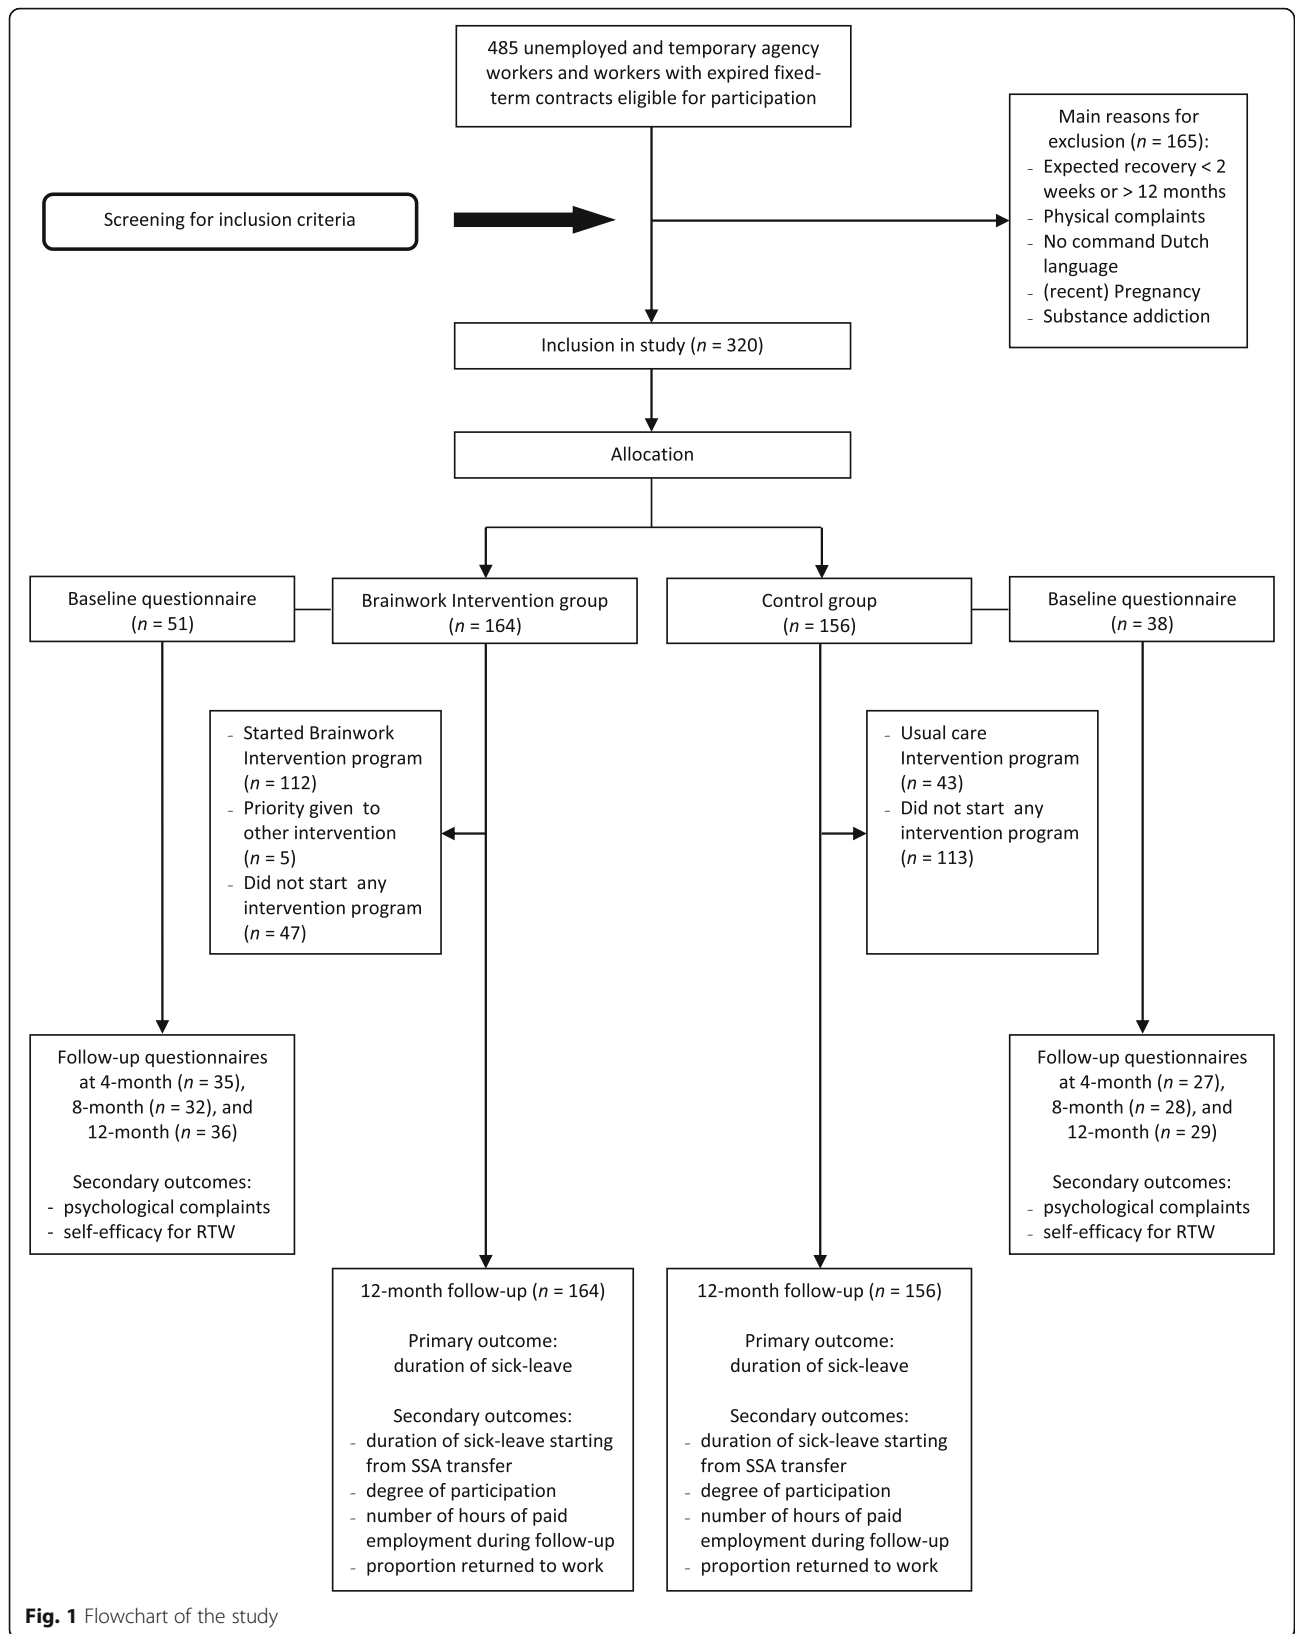 485 unemployed and temporary agency
workers and workers with expired fixed-
term contracts eligible for participation
Main reasons for
exclusion (n = 165):
- Expected recovery < 2
weeks or > 12 months
- Physical complaints
- No command Dutch
language
- (recent) Pregnancy
- Substance addiction
Screening for inclusion criteria
Inclusion in study (n = 320)
Allocation
Baseline questionnaire
(n = 51)
Brainwork Intervention group
(n = 164)
Control group
(n = 156)
Baseline questionnaire
(n = 38)
- Started Brainwork
Intervention program
(n = 112)
- Priority given to
other intervention
(n = 5)
- Did not start any
intervention program
(n = 47)
- Usual care
Intervention program
(n = 43)
- Did not start any
intervention program
(n = 113)
Follow-up questionnaires
at 4-month (n = 35),
8-month (n = 32), and
12-month (n = 36)
Secondary outcomes:
- psychological complaints
- self-efficacy for RTW
Follow-up questionnaires
at 4-month (n = 27),
8-month (n = 28), and
12-month (n = 29)
Secondary outcomes:
- psychological complaints
- self-efficacy for RTW
12-month follow-up (n = 164)
Primary outcome:
duration of sick-leave
Secondary outcomes:
- duration of sick-leave starting
from SSA transfer
- degree of participation
- number of hours of paid
employment during follow-up
- proportion returned to work
12-month follow-up (n = 156)
Primary outcome:
duration of sick-leave
Secondary outcomes:
- duration of sick-leave starting
from SSA transfer
- degree of participation
- number of hours of paid
employment during follow-up
- proportion returned to work
Fig. 1 Flowchart of the study